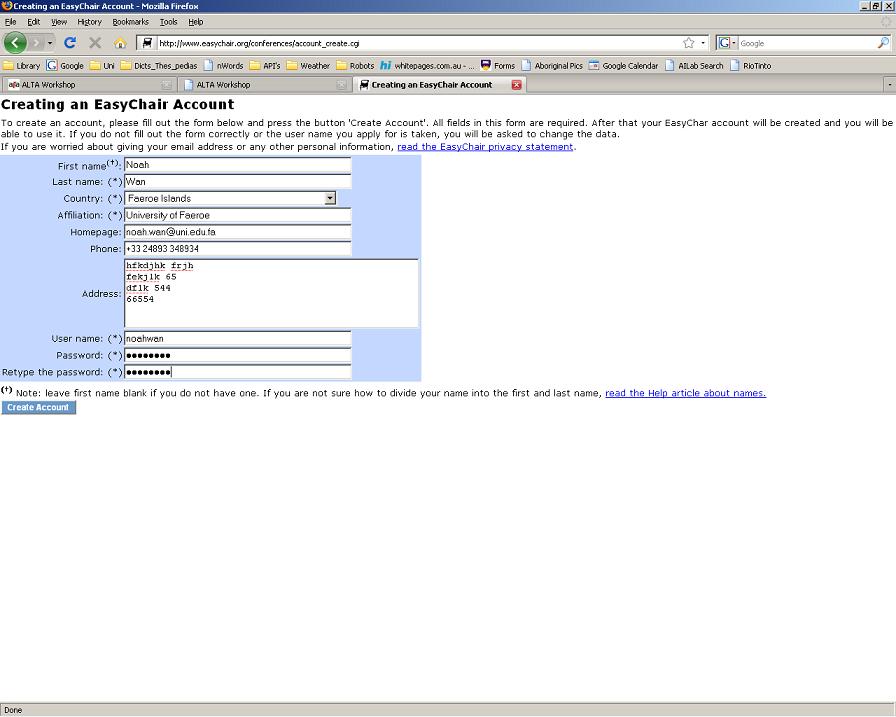 Creating an EasyChair Account - Mozilla Firefox
File Edit View History Bookmarks Tools Help
http://www.easychair.org/conferences/account_create.cgi
Google
Library Google Uni Dicts_Thes_pedias nWords API's Weather Robots hi whitepages.com.au - ... Forms Aboriginal Pics Google Calendar AILab Search RioTinto
ALTA Workshop ALTA Workshop Creating an EasyChair Account
Creating an EasyChair Account
To create an account, please fill out the form below and press the button 'Create Account'. All fields in this form are required. After that your EasyChar account will be created and you will be
able to use it. If you do not fill out the form correctly or the user name you apply for is taken, you will be asked to change the data.
If you are worried about giving your email address or any other personal information, read the EasyChair privacy statement.
First name(†): Noah
Last name: (*) Wan
Country: (*) Faeroe Islands
Affiliation: (*) University of Faeroe
Homepage: noah.wan@uni.edu.fa
Phone: +33 24893 348934
Address: hfkdjhk frjh
fekjlk 65
dflk 544
66554
User name: (*) noahwan
Password: (*) ●●●●●●●●
Retype the password: (*) ●●●●●●●●
(†) Note: leave first name blank if you do not have one. If you are not sure how to divide your name into the first and last name, read the Help article about names.
Create Account
Done